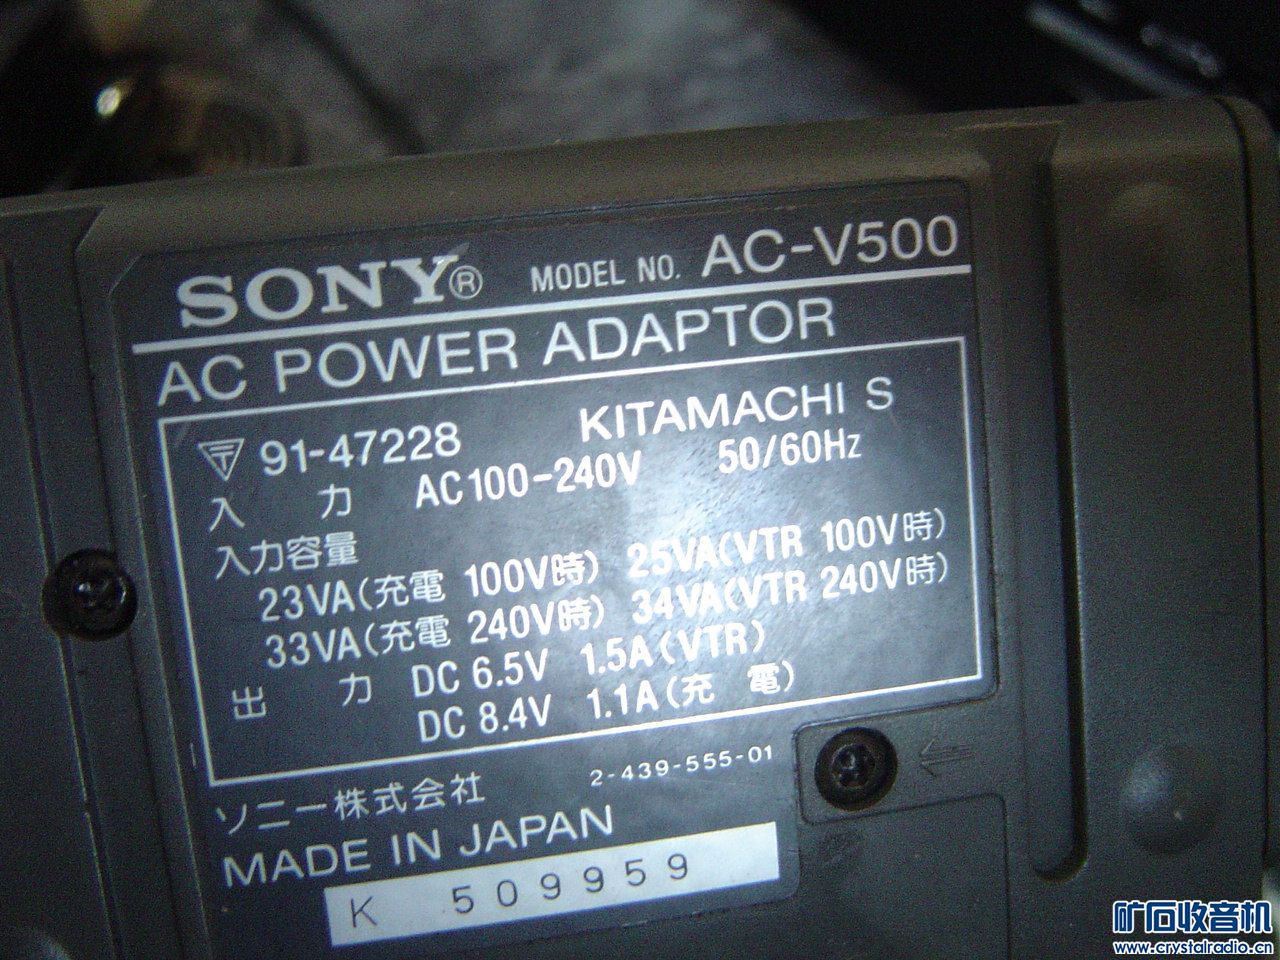 SONY® MODEL NO. AC-V500
AC POWER ADAPTOR
〒 91-47228 KITAMACHI S
入 力 AC100-240V 50/60Hz
入力容量
23VA(充電 100V時) 25VA(VTR 100V時)
33VA(充電 240V時) 34VA(VTR 240V時)
出 力 DC 6.5V 1.5A(VTR)
DC 8.4V 1.1A(充 電)
ソニー株式会社 2-439-555-01
MADE IN JAPAN
K 509959
矿石收音机
www.crystalradio.cn